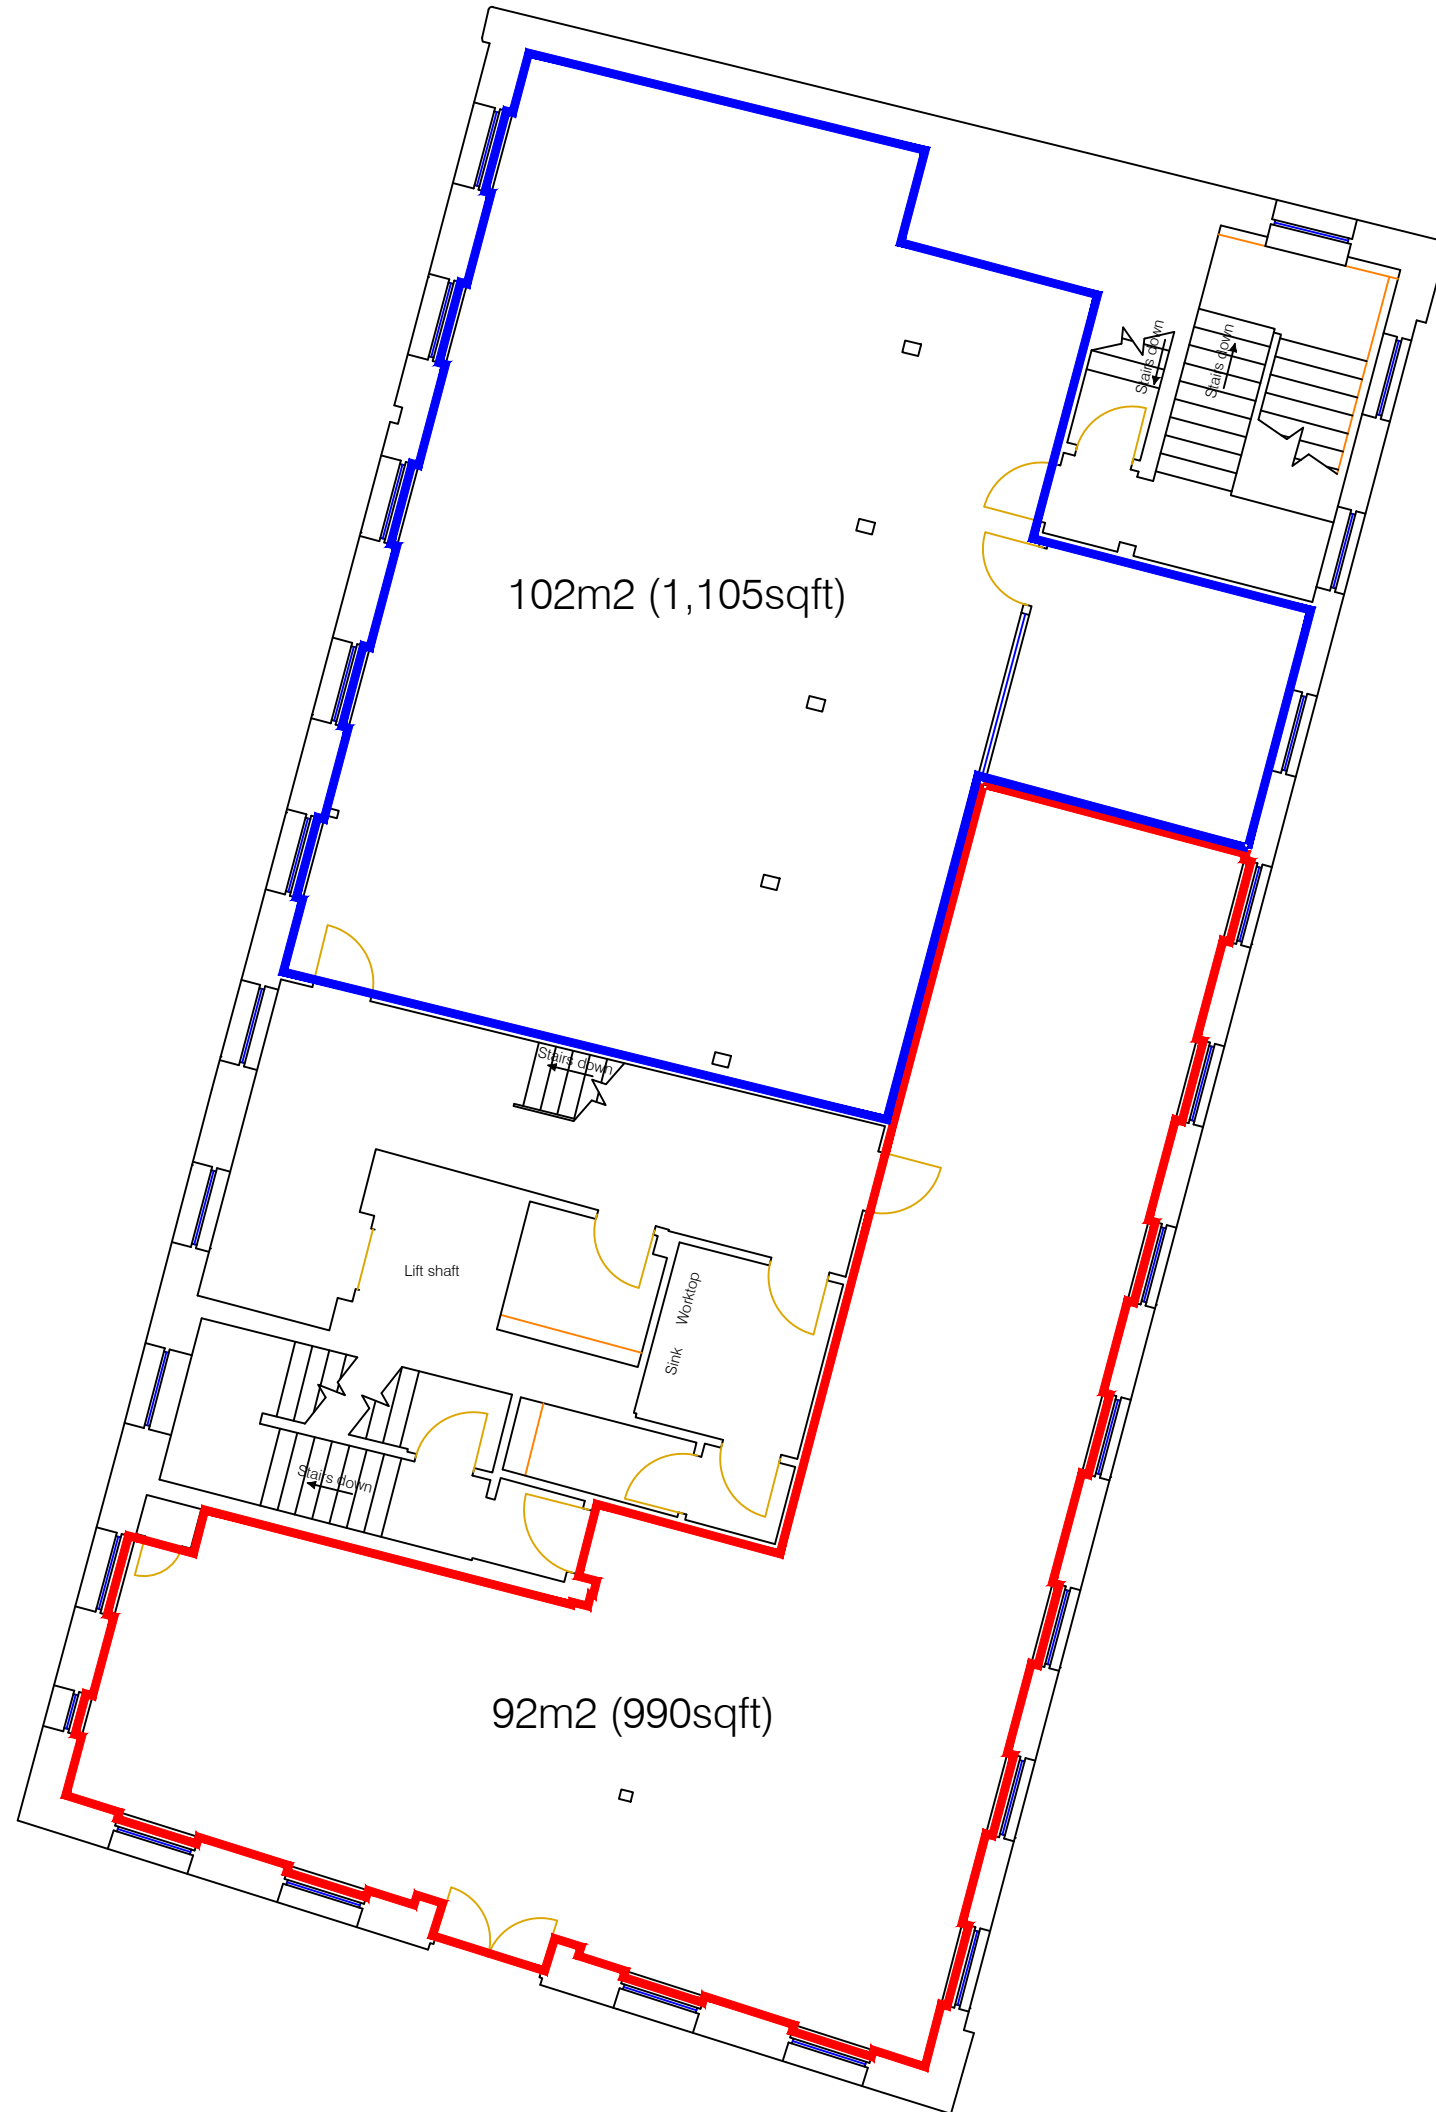 Stairs down
Stairs down
102m2 (1,105sqft)
Stairs down
Lift shaft
Worktop
Sink
Stairs down
92m2 (990sqft)